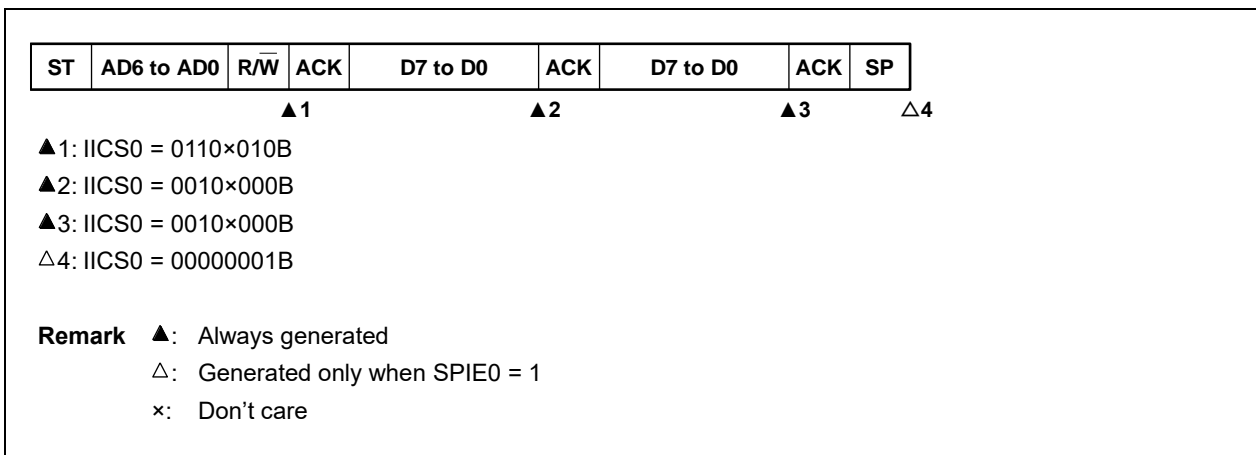 ST AD6 to AD0 R/W̅ ACK D7 to D0 ACK D7 to D0 ACK SP
▲1 ▲2 ▲3 △4
▲1: IICS0 = 0110×010B
▲2: IICS0 = 0010×000B
▲3: IICS0 = 0010×000B
△4: IICS0 = 00000001B
Remark ▲: Always generated
△: Generated only when SPIE0 = 1
×: Don't care